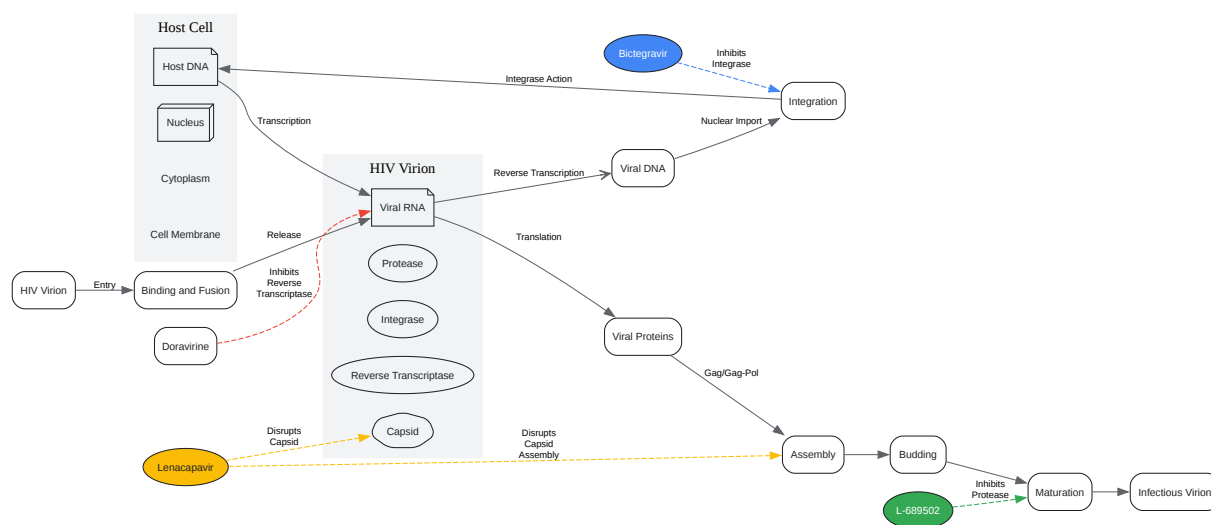 Host Cell
Host DNA
Nucleus
Cytoplasm
Cell Membrane
Bictegravir
Inhibits
Integrase
Integrase Action
Integration
Transcription
Nuclear Import
HIV Virion
Viral RNA
Reverse Transcription
Viral DNA
Release
Translation
Protease
Integrase
Reverse Transcriptase
Capsid
HIV Virion
Entry
Binding and Fusion
Inhibits
Reverse
Transcriptase
Doravirine
Viral Proteins
Gag/Gag-Pol
Disrupts
Capsid
Lenacapavir
Disrupts
Capsid
Assembly
Assembly
Budding
Inhibits
Protease
L-689502
Maturation
Infectious Virion